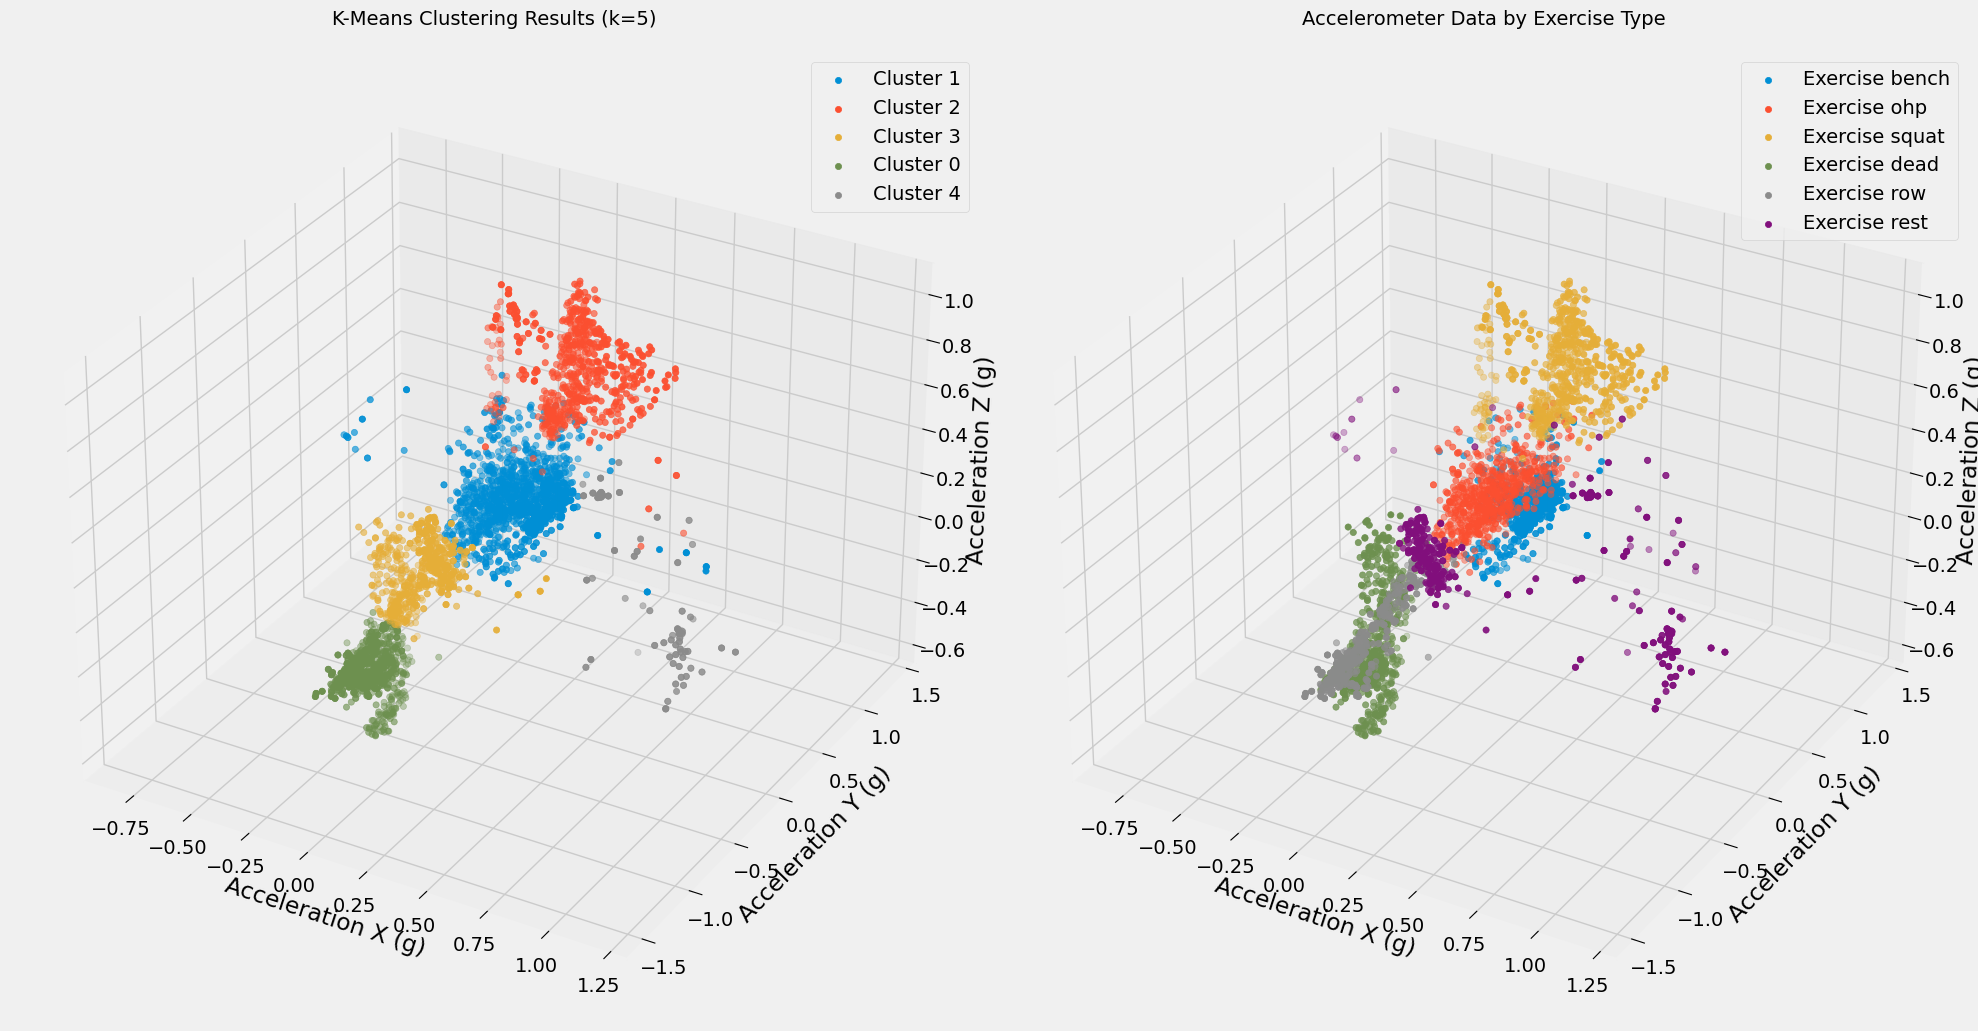 K-Means Clustering Results (k=5)
Cluster 1
Cluster 2
Cluster 3
Cluster 0
Cluster 4
1.0
0.8
0.6
0.4
0.2
0.0
−0.2
−0.4
−0.6
Acceleration Z (g)
1.5
1.0
0.5
0.0
−0.5
−1.0
−1.5
Acceleration Y (g)
−0.75
−0.50
−0.25
0.00
0.25
0.50
0.75
1.00
1.25
Acceleration X (g)
Accelerometer Data by Exercise Type
Exercise bench
Exercise ohp
Exercise squat
Exercise dead
Exercise row
Exercise rest
1.0
0.8
0.6
0.4
0.2
0.0
−0.2
−0.4
−0.6
Acceleration Z (g)
1.5
1.0
0.5
0.0
−0.5
−1.0
−1.5
Acceleration Y (g)
−0.75
−0.50
−0.25
0.00
0.25
0.50
0.75
1.00
1.25
Acceleration X (g)